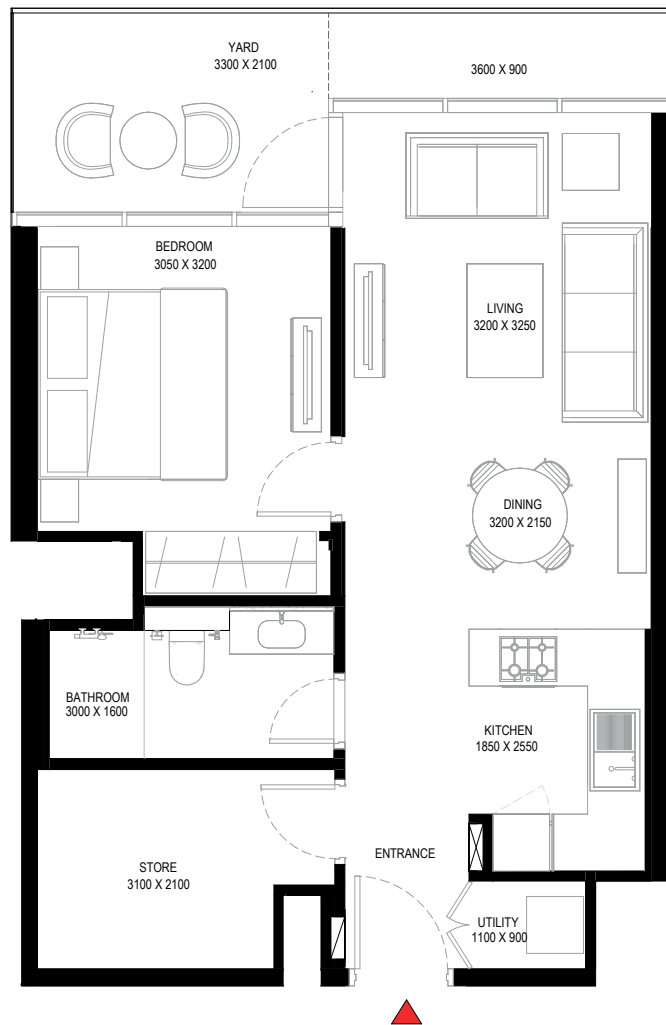 YARD
3300 X 2100
3600 X 900
BEDROOM
3050 X 3200
LIVING
3200 X 3250
DINING
3200 X 2150
BATHROOM
3000 X 1600
KITCHEN
1850 X 2550
ENTRANCE
STORE
3100 X 2100
UTILITY
1100 X 900